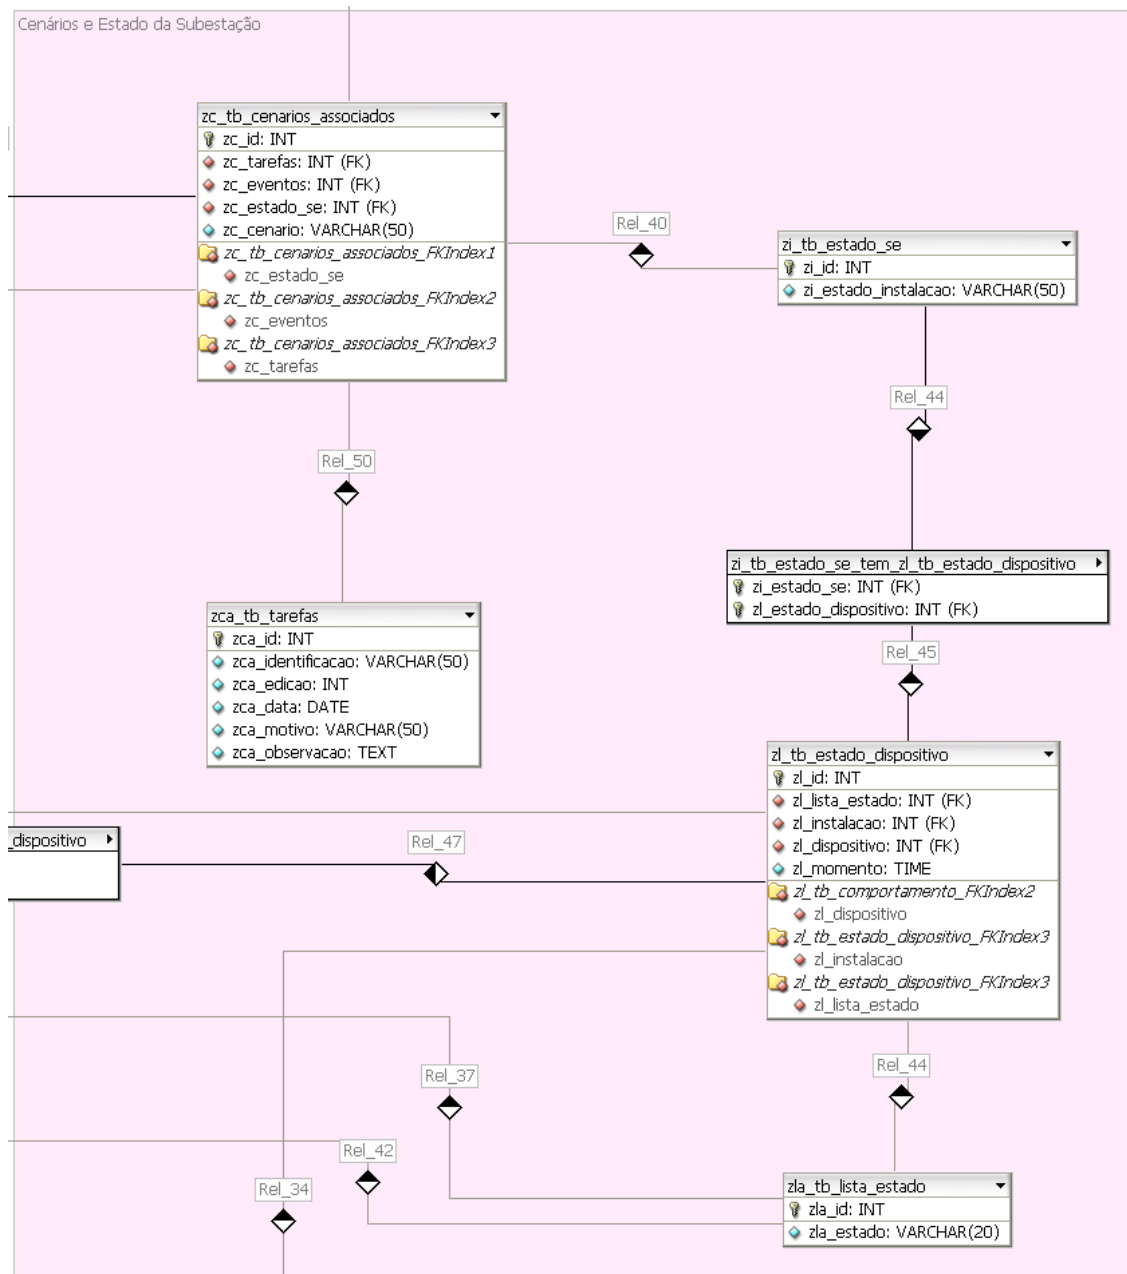 Cenários e Estado da Subestação
zc_tb_cenarios_associados
zc_id: INT
zc_tarefas: INT (FK)
zc_eventos: INT (FK)
zc_estado_se: INT (FK)
zc_cenario: VARCHAR(50)
zc_tb_cenarios_associados_FKIndex1
zc_estado_se
zc_tb_cenarios_associados_FKIndex2
zc_eventos
zc_tb_cenarios_associados_FKIndex3
zc_tarefas
Rel_40
zi_tb_estado_se
zi_id: INT
zi_estado_instalacao: VARCHAR(50)
Rel_44
Rel_50
zi_tb_estado_se_tem_zl_tb_estado_dispositivo
zi_estado_se: INT (FK)
zl_estado_dispositivo: INT (FK)
zca_tb_tarefas
zca_id: INT
zca_identificacao: VARCHAR(50)
zca_edicao: INT
zca_data: DATE
zca_motivo: VARCHAR(50)
zca_observacao: TEXT
Rel_45
zl_tb_estado_dispositivo
zl_id: INT
zl_lista_estado: INT (FK)
zl_instalacao: INT (FK)
zl_dispositivo: INT (FK)
zl_momento: TIME
zl_tb_comportamento_FKIndex2
zl_dispositivo
zl_tb_estado_dispositivo_FKIndex3
zl_instalacao
zl_tb_estado_dispositivo_FKIndex3
zl_lista_estado
_dispositivo
Rel_47
Rel_44
Rel_37
Rel_42
Rel_34
zla_tb_lista_estado
zla_id: INT
zla_estado: VARCHAR(20)